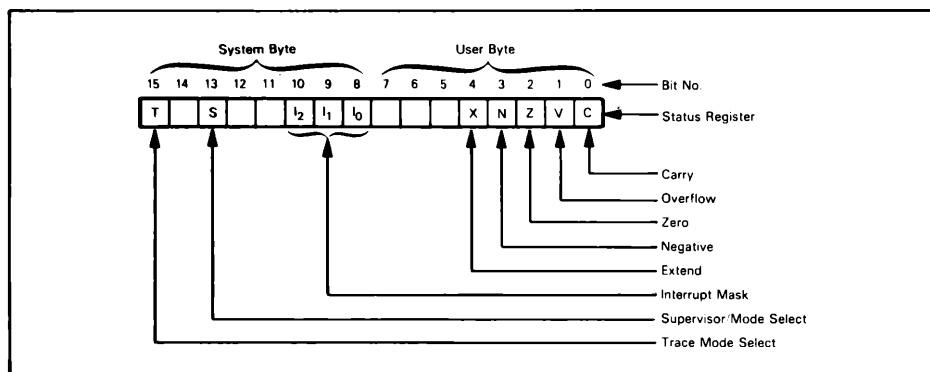 System Byte User Byte
15 14 13 12 11 10 9 8 7 6 5 4 3 2 1 0 Bit No.
T S I2 I1 I0 X N Z V C Status Register
Carry
Overflow
Zero
Negative
Extend
Interrupt Mask
Supervisor/Mode Select
Trace Mode Select